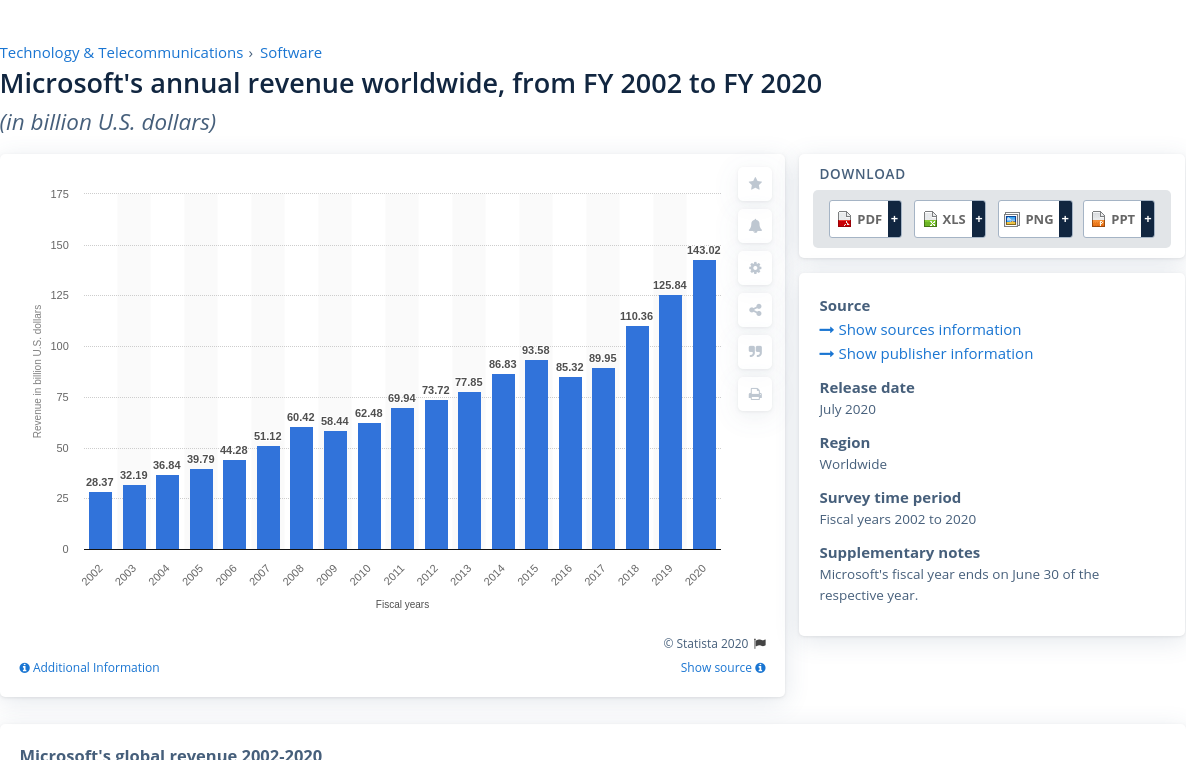 Technology & Telecommunications › Software
Microsoft's annual revenue worldwide, from FY 2002 to FY 2020
(in billion U.S. dollars)
175
150
125
100
75
50
25
0
Revenue in billion U.S. dollars
28.37
32.19
36.84
39.79
44.28
51.12
60.42
58.44
62.48
69.94
73.72
77.85
86.83
93.58
85.32
89.95
110.36
125.84
143.02
2002
2003
2004
2005
2006
2007
2008
2009
2010
2011
2012
2013
2014
2015
2016
2017
2018
2019
2020
Fiscal years
© Statista 2020
Additional Information
Show source
DOWNLOAD
PDF +
XLS +
PNG +
PPT +
Source
Show sources information
Show publisher information
Release date
July 2020
Region
Worldwide
Survey time period
Fiscal years 2002 to 2020
Supplementary notes
Microsoft's fiscal year ends on June 30 of the
respective year.
Microsoft's global revenue 2002-2020